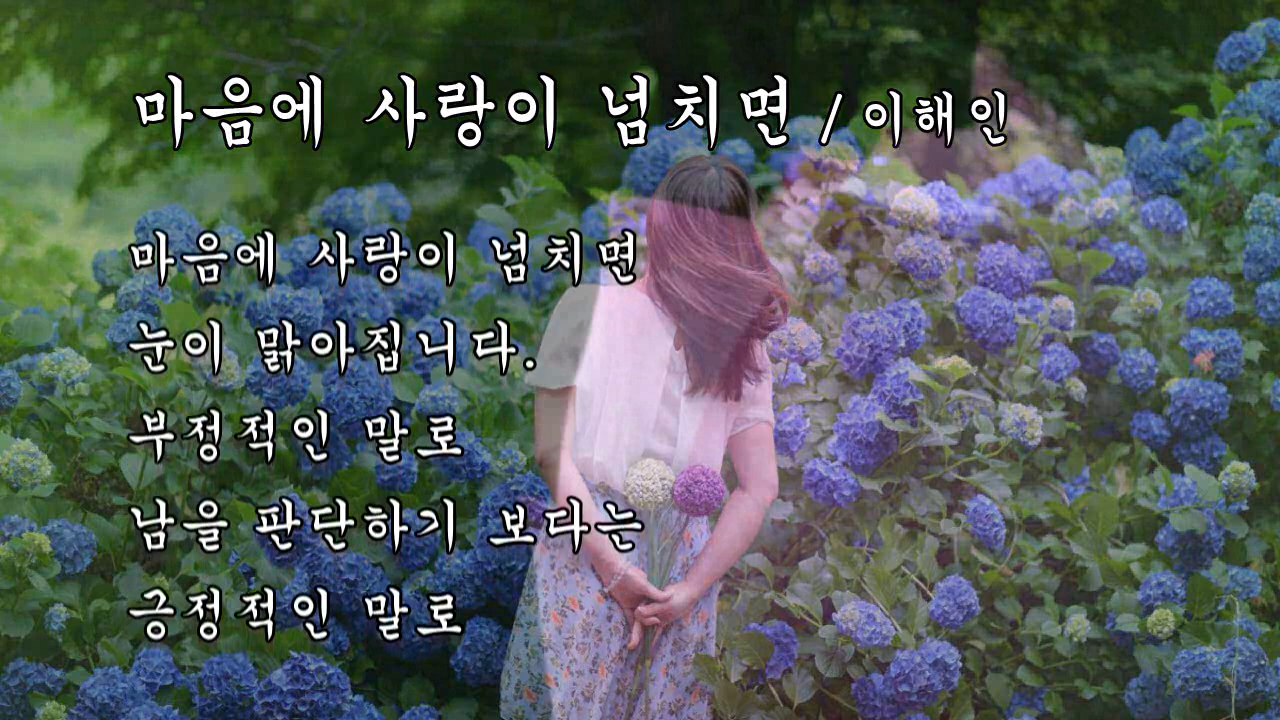 마음에 사랑이 넘치면 / 이해인
마음에 사랑이 넘치면
눈이 맑아집니다.
부정적인 말로
남을 판단하기 보다는
긍정적인 말로